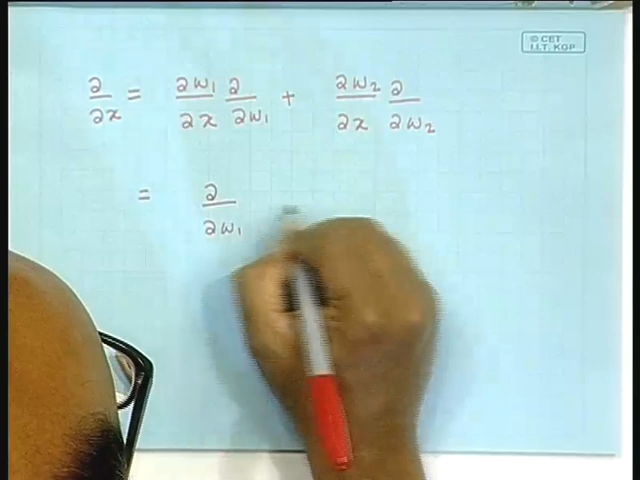 © CET
I.I.T. KGP
∂/∂x = ∂w₁/∂x ∂/∂w₁ + ∂w₂/∂x ∂/∂w₂
= ∂/∂w₁